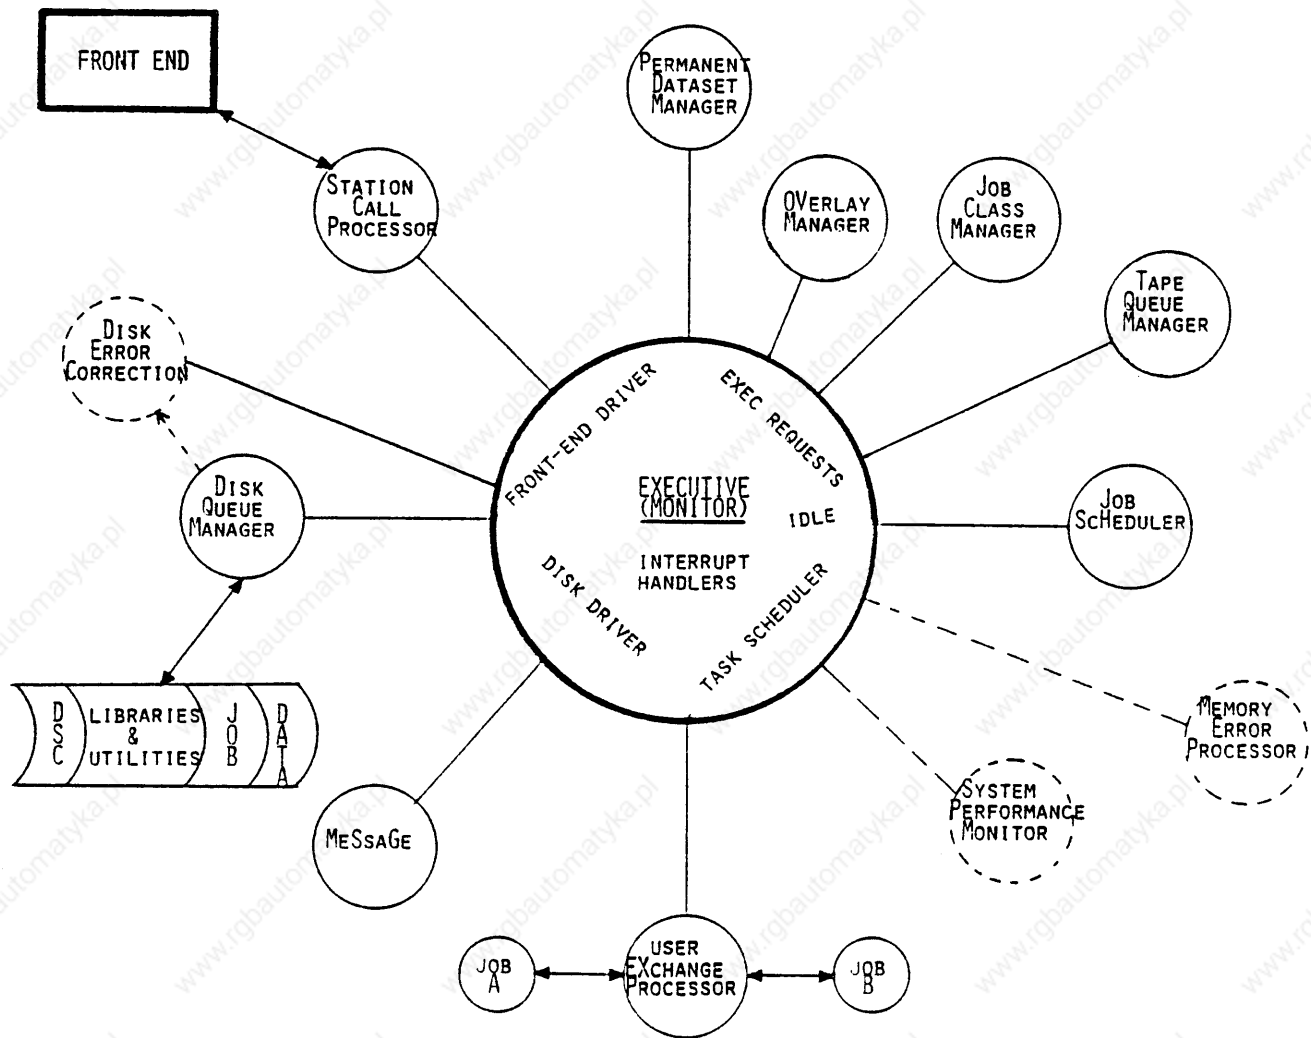 FRONT END
PERMANENT
DATASET
MANAGER
STATION
CALL
PROCESSOR
OVERLAY
MANAGER
JOB
CLASS
MANAGER
TAPE
QUEUE
MANAGER
DISK
ERROR
CORRECTION
FRONT-END DRIVER
EXEC REQUESTS
DISK
QUEUE
MANAGER
EXECUTIVE
(MONITOR)
IDLE
JOB
SCHEDULER
INTERRUPT
HANDLERS
DISK DRIVER
TASK SCHEDULER
DSC
LIBRARIES
&
UTILITIES
JOB
DATA
MEMORY
ERROR
PROCESSOR
SYSTEM
PERFORMANCE
MONITOR
MESSAGE
JOB
A
USER
EXCHANGE
PROCESSOR
JOB
B
www.rgbautomatyka.pl